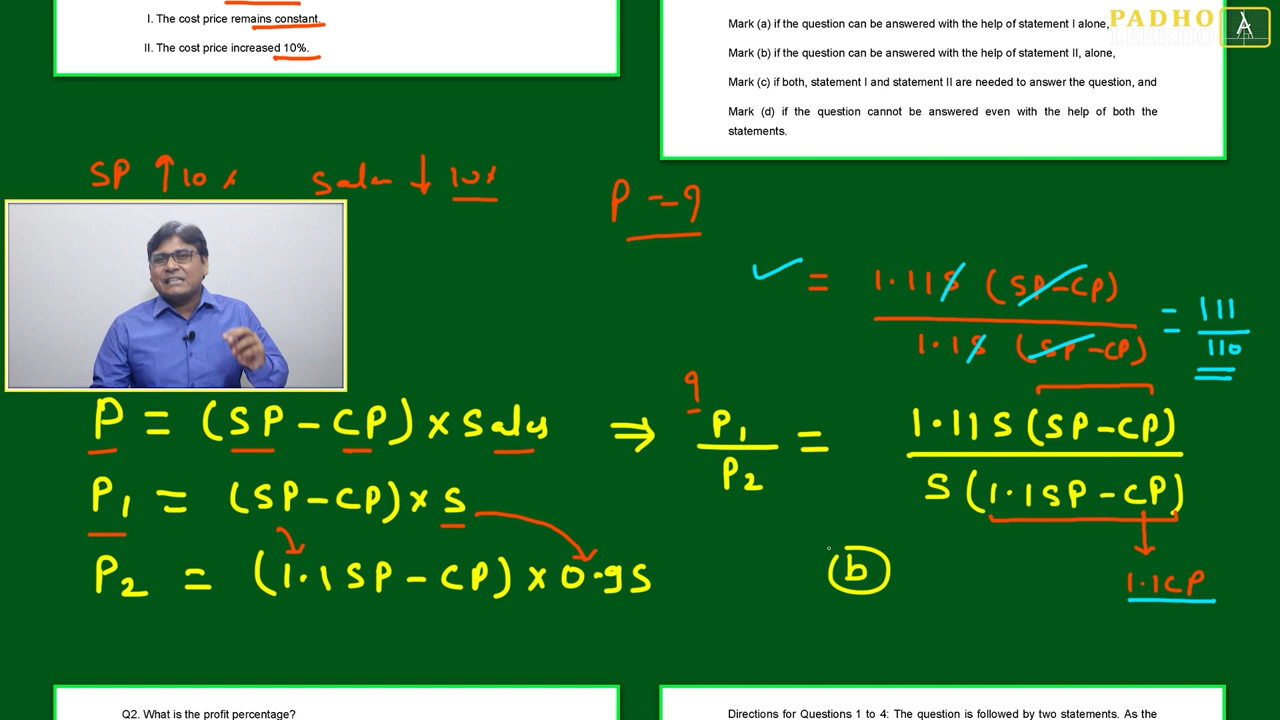 I. The cost price remains constant.
II. The cost price increased 10%.
Mark (a) if the question can be answered with the help of statement I alone,
Mark (b) if the question can be answered with the help of statement II, alone,
Mark (c) if both, statement I and statement II are needed to answer the question, and
Mark (d) if the question cannot be answered even with the help of both the
statements.
PADHO
LEEKHO
SP ↑ 10 % Sales ↓ 10%
P = 9
= 1.11S (SP-CP)
1.1S (SP-CP)
= 111
110
P = (SP - CP) × Sales
P1 = (SP-CP) × S
P2 = (1.1SP - CP) × 0.9S
9
⇒ P1
P2
= 1.11 S (SP-CP)
S (1.1SP - CP)
1.1CP
(b)
Q2. What is the profit percentage?
Directions for Questions 1 to 4: The question is followed by two statements. As the